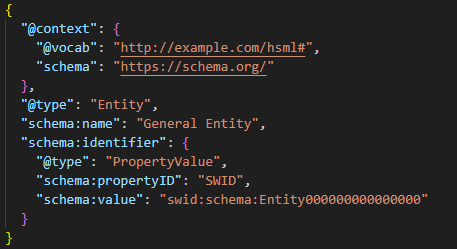 {
  "@context": {
    "@vocab": "http://example.com/hsml#",
    "schema": "https://schema.org/"
  },
  "@type": "Entity",
  "schema:name": "General Entity",
  "schema:identifier": {
    "@type": "PropertyValue",
    "schema:propertyID": "SWID",
    "schema:value": "swid:schema:Entity000000000000000"
  }
}